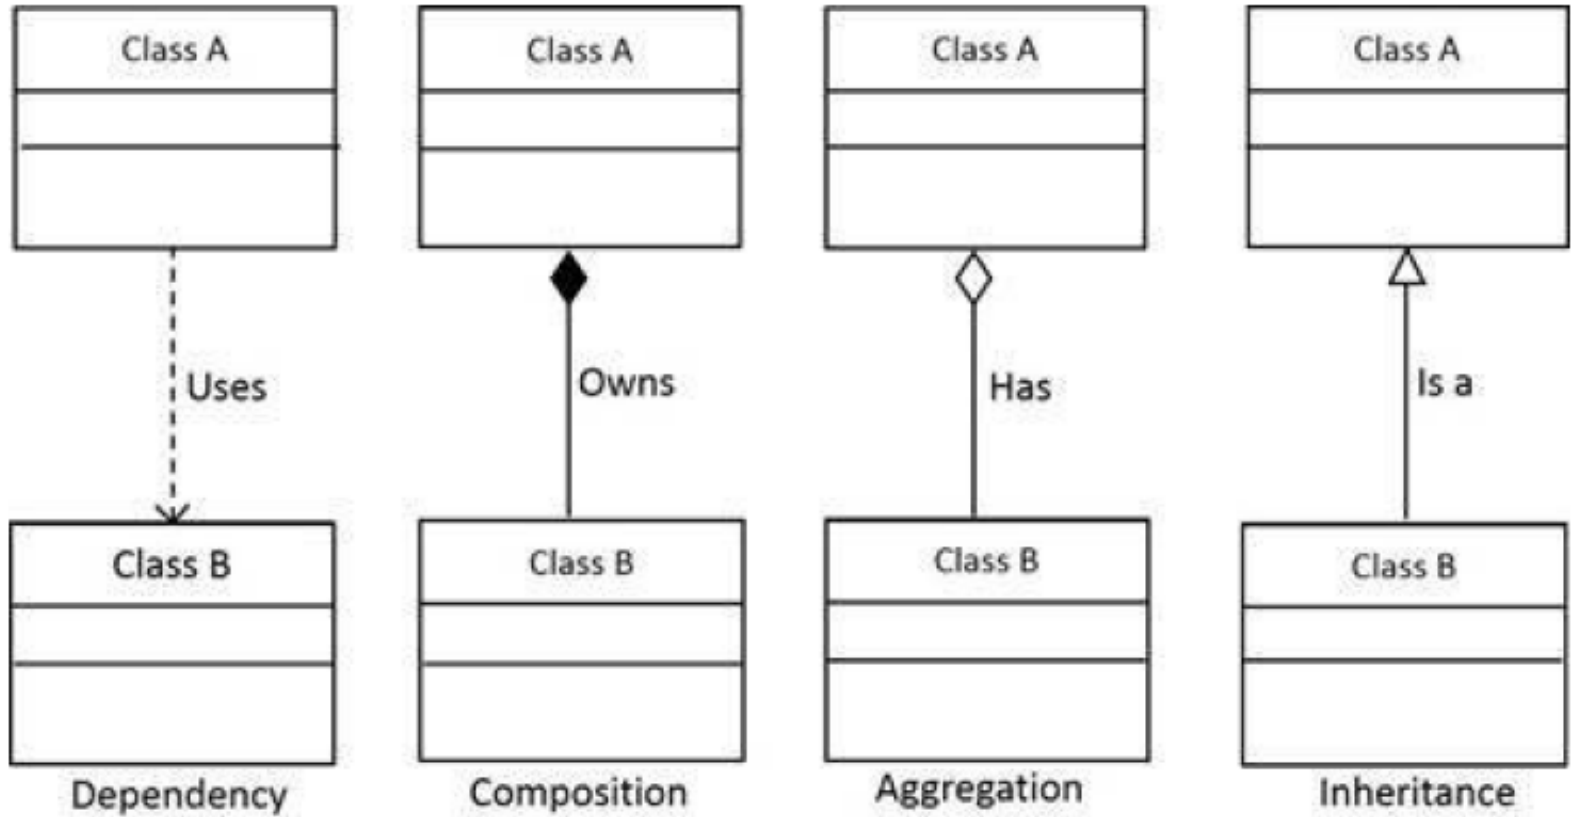 Class A
Class A
Class A
Class A
Uses
Owns
Has
Is a
Class B
Class B
Class B
Class B
Dependency
Composition
Aggregation
Inheritance